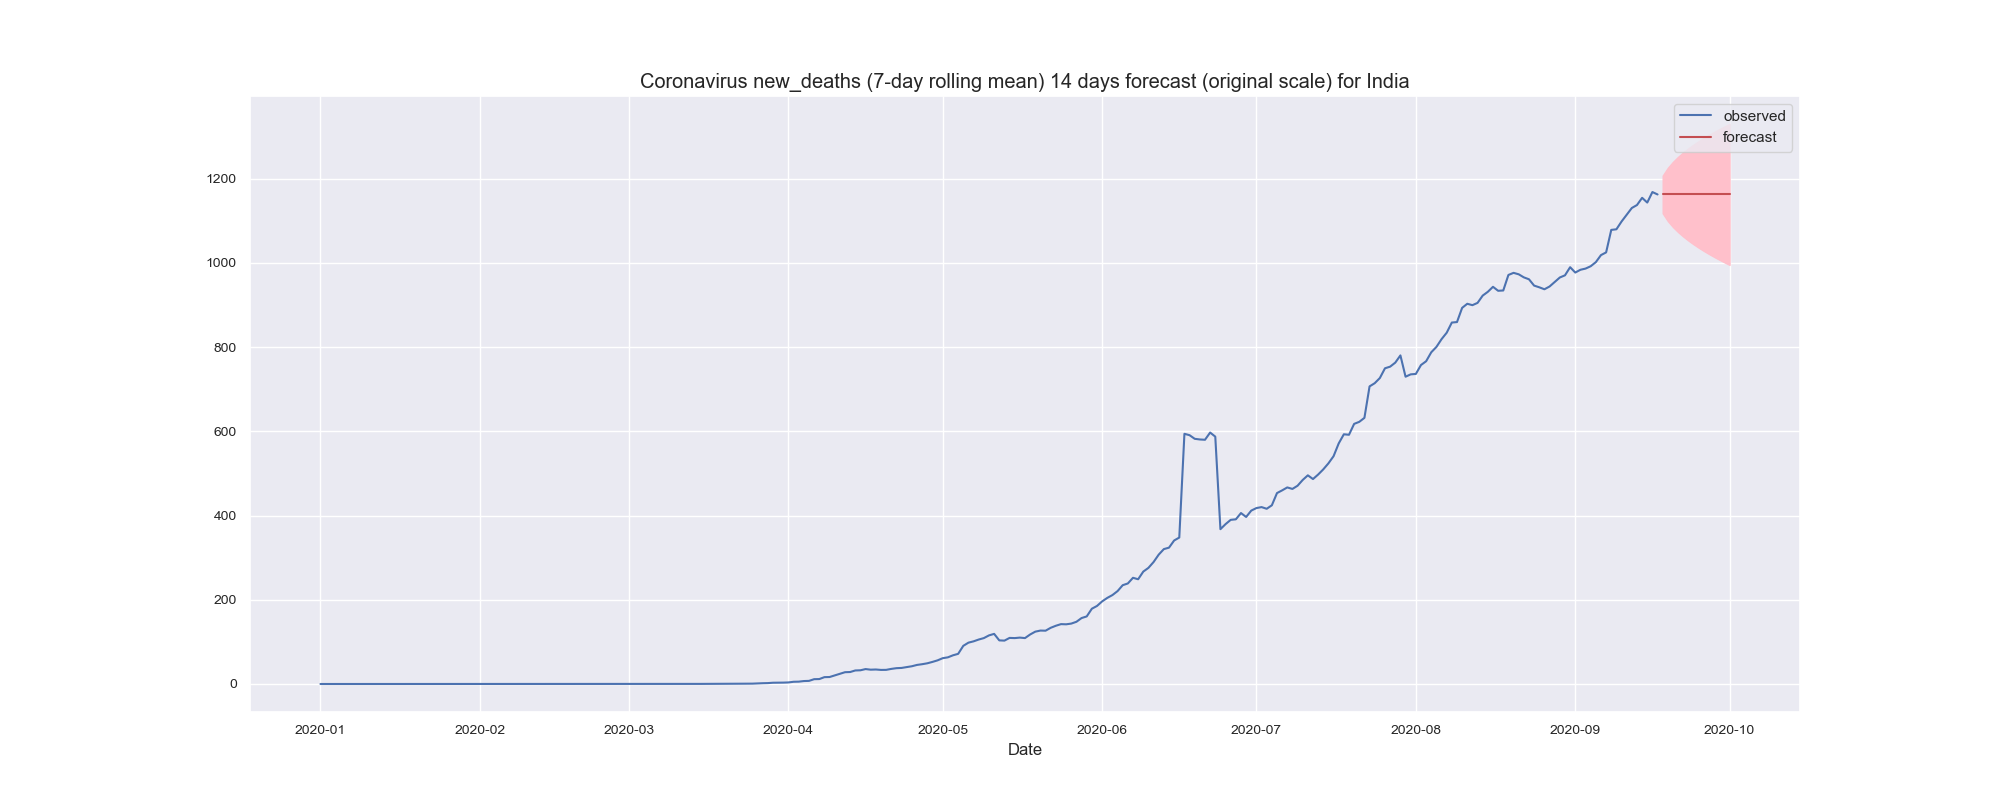 Coronavirus new_deaths (7-day rolling mean) 14 days forecast (original scale) for India
observed
forecast
1200
1000
800
600
400
200
0
2020-01 2020-02 2020-03 2020-04 2020-05 2020-06 2020-07 2020-08 2020-09 2020-10
Date